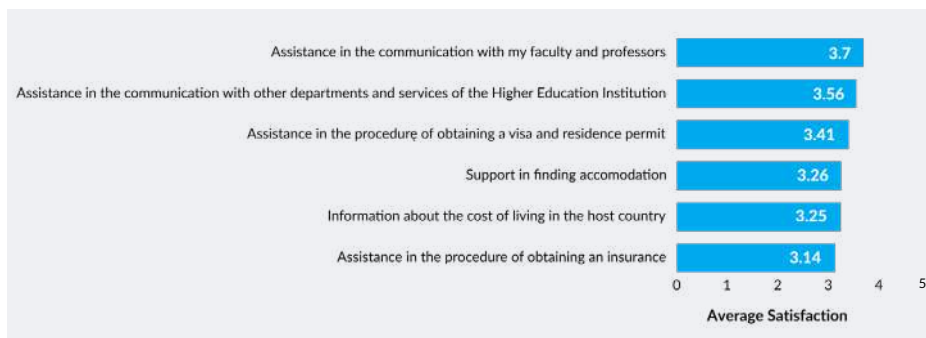 Assistance in the communication with my faculty and professors 3.7
Assistance in the communication with other departments and services of the Higher Education Institution 3.56
Assistance in the procedure of obtaining a visa and residence permit 3.41
Support in finding accomodation 3.26
Information about the cost of living in the host country 3.25
Assistance in the procedure of obtaining an insurance 3.14
0 1 2 3 4 5
Average Satisfaction